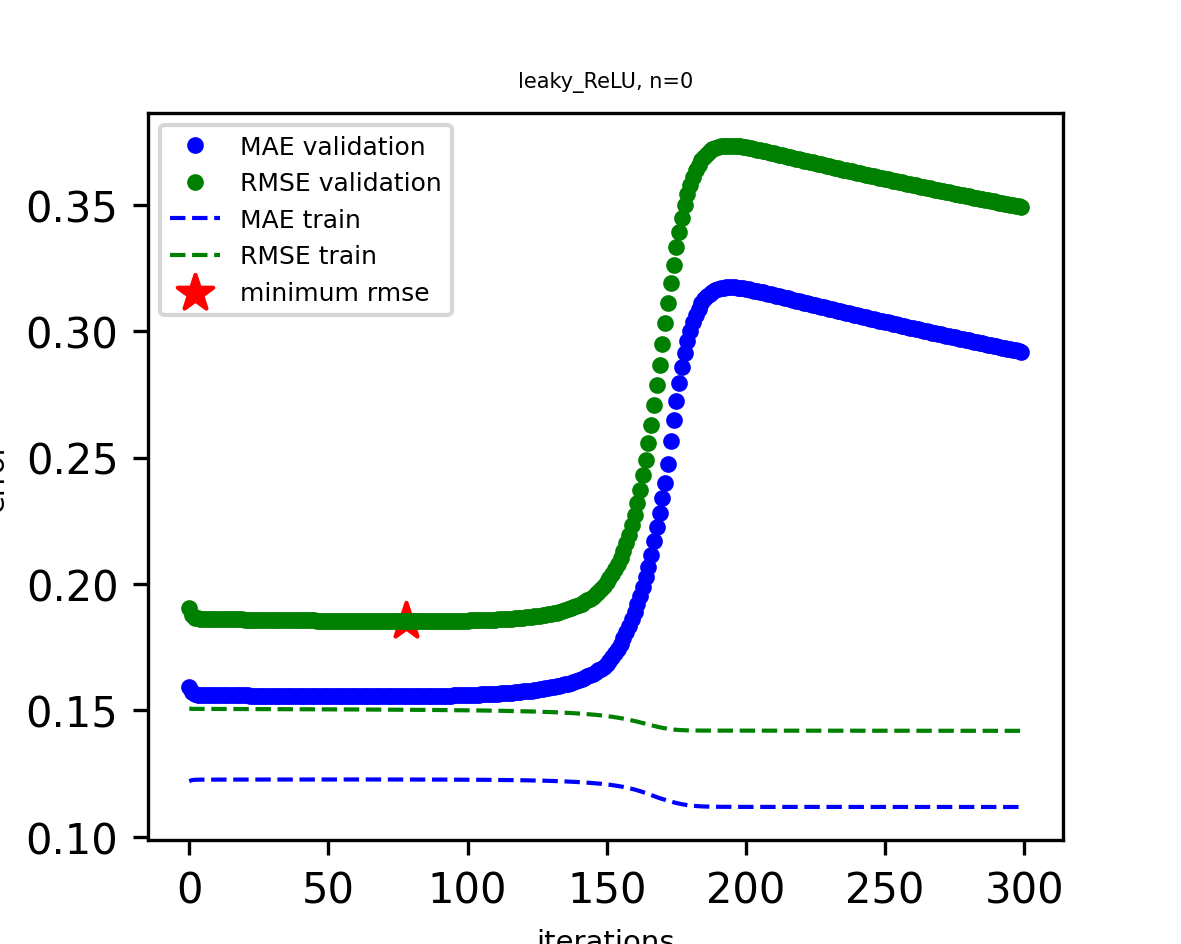 leaky_ReLU, n=0
MAE validation
RMSE validation
MAE train
RMSE train
minimum rmse
0.35
0.30
0.25
0.20
0.15
0.10
0 50 100 150 200 250 300
iterations